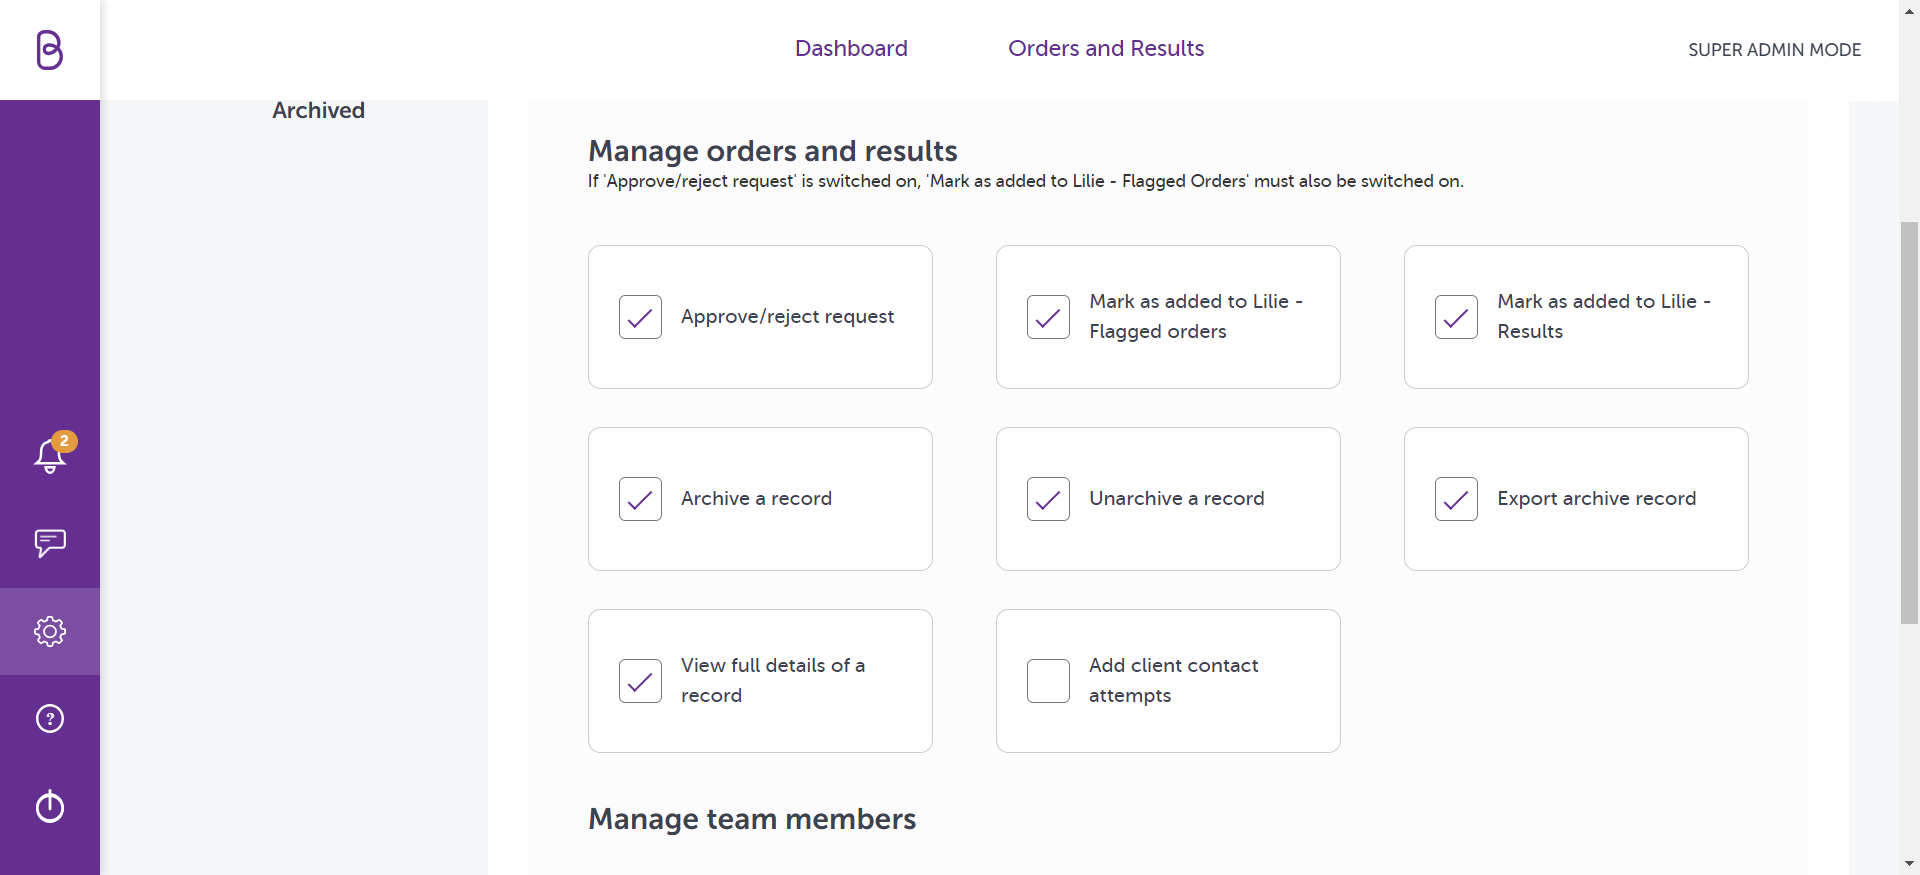 Dashboard
Orders and Results
SUPER ADMIN MODE
Archived
Manage orders and results
If 'Approve/reject request' is switched on, 'Mark as added to Lilie - Flagged Orders' must also be switched on.
Approve/reject request
Mark as added to Lilie -
Flagged orders
Mark as added to Lilie -
Results
Archive a record
Unarchive a record
Export archive record
View full details of a
record
Add client contact
attempts
2
?
Manage team members